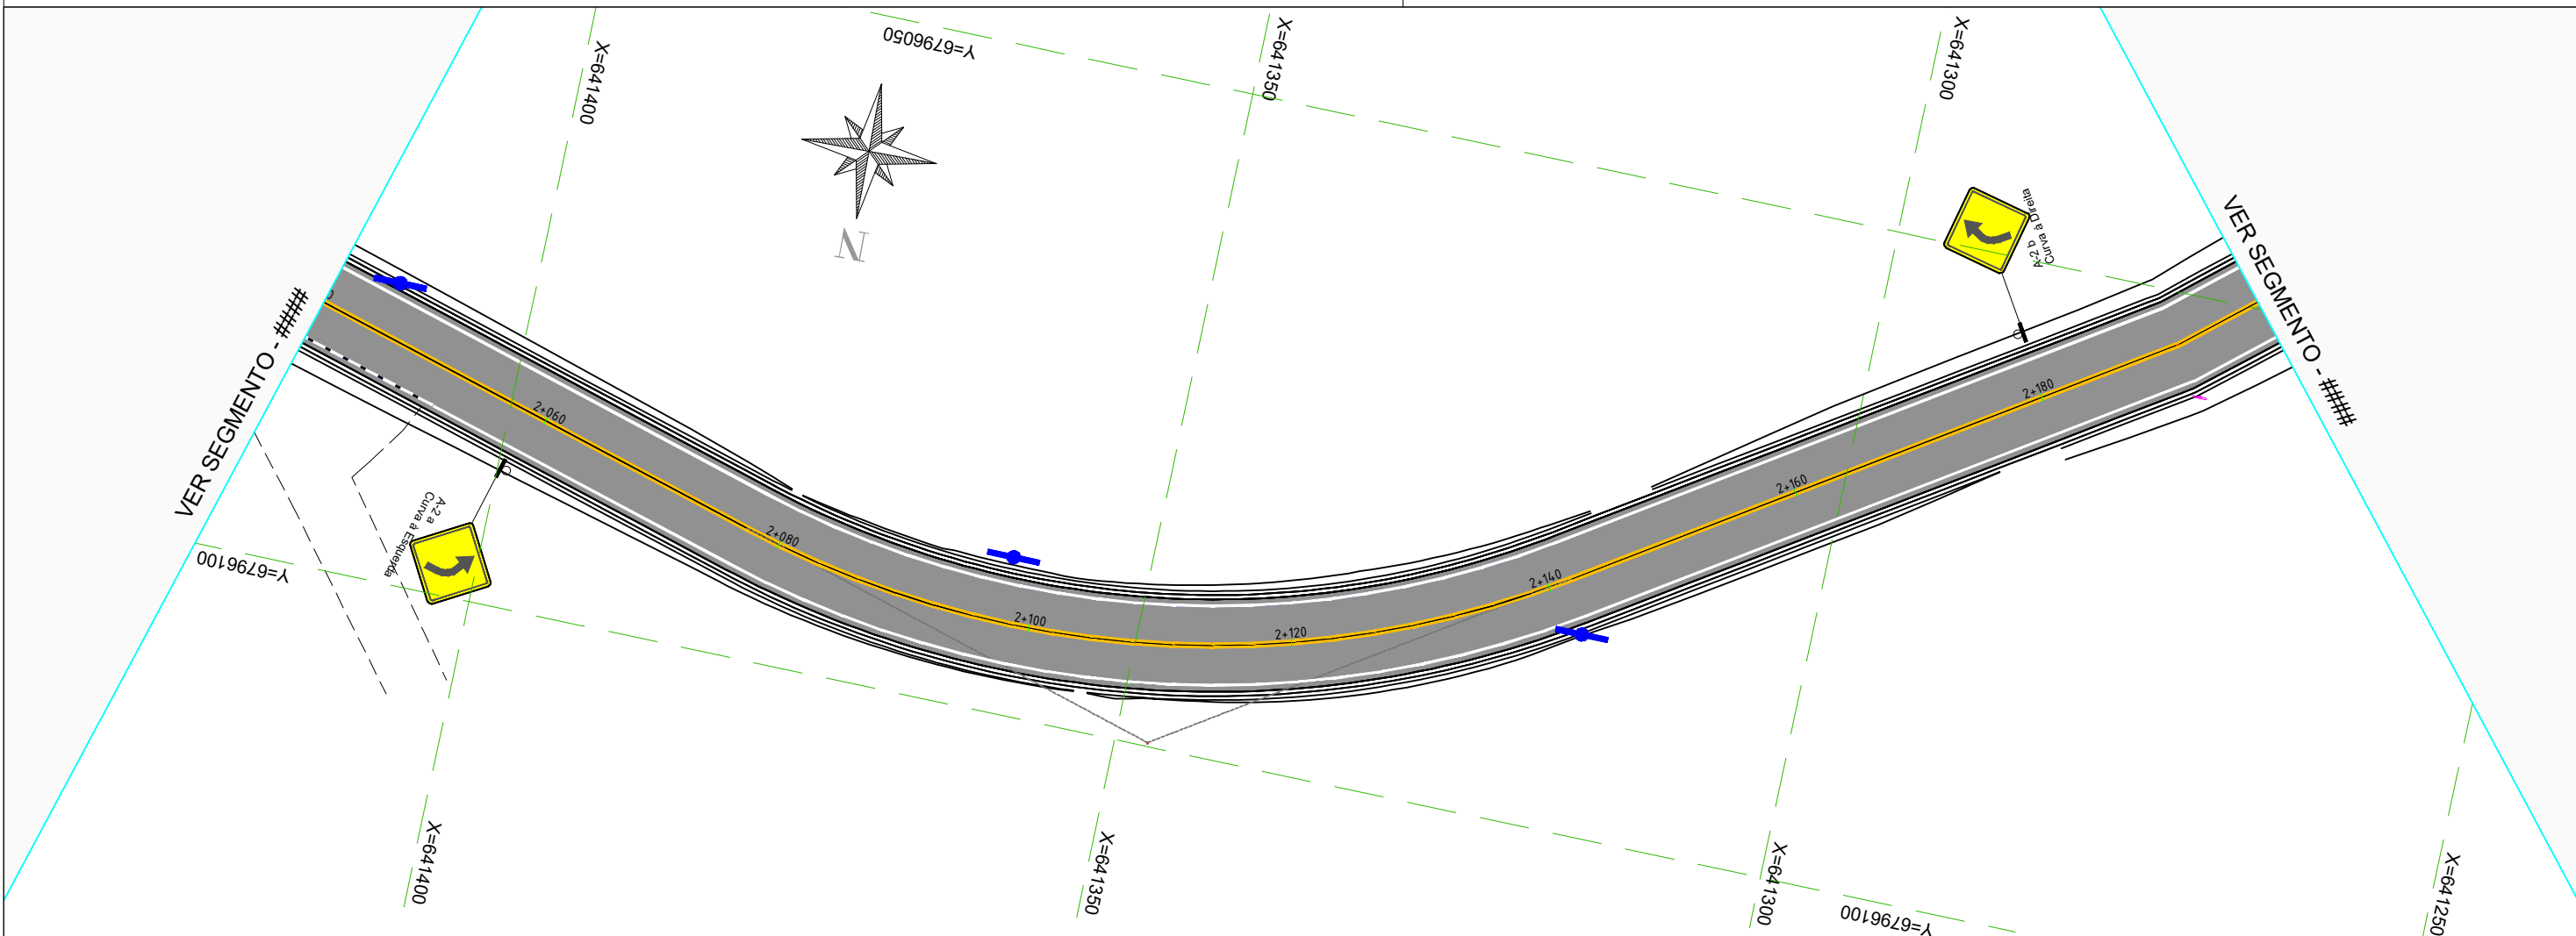 Y=6796050
X=641400
X=641350
X=641300
N
A-2 b
Curva à Direita
VER SEGMENTO - ####
VER SEGMENTO - ####
2+060
2+080
2+100
2+120
2+140
2+160
2+180
A-2 a
Curva à Esquerda
Y=6796100
X=641400
X=641350
X=641300
Y=6796100
X=641250